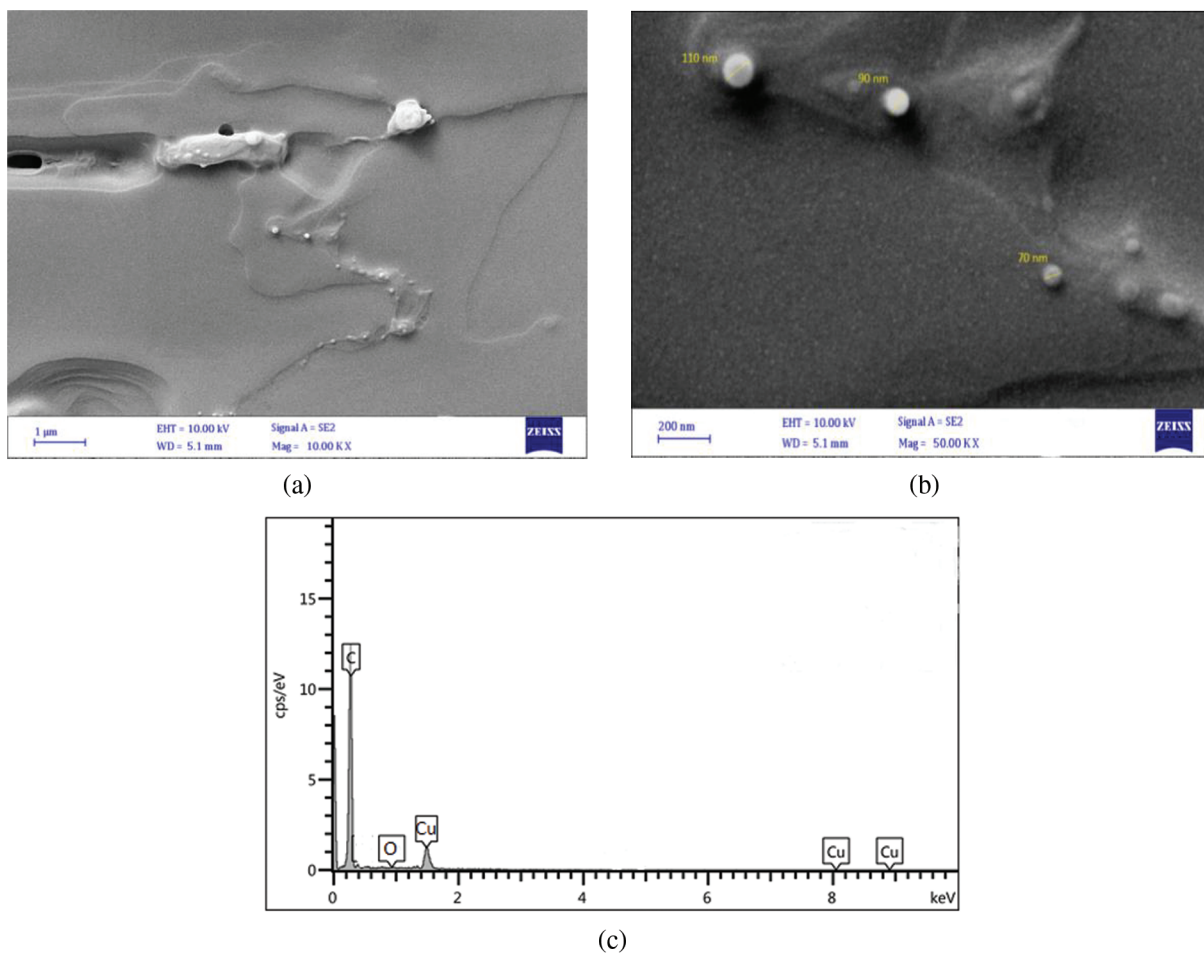 1 µm
EHT = 10.00 kV
Signal A = SE2
WD = 5.1 mm
Mag = 10.00 K X
ZEISS
(a)
110 nm
90 nm
70 nm
200 nm
EHT = 10.00 kV
Signal A = SE2
WD = 5.1 mm
Mag = 50.00 K X
ZEISS
(b)
cps/eV
15
10
5
0
C
O
Cu
Cu
Cu
0
2
4
6
8
keV
(c)